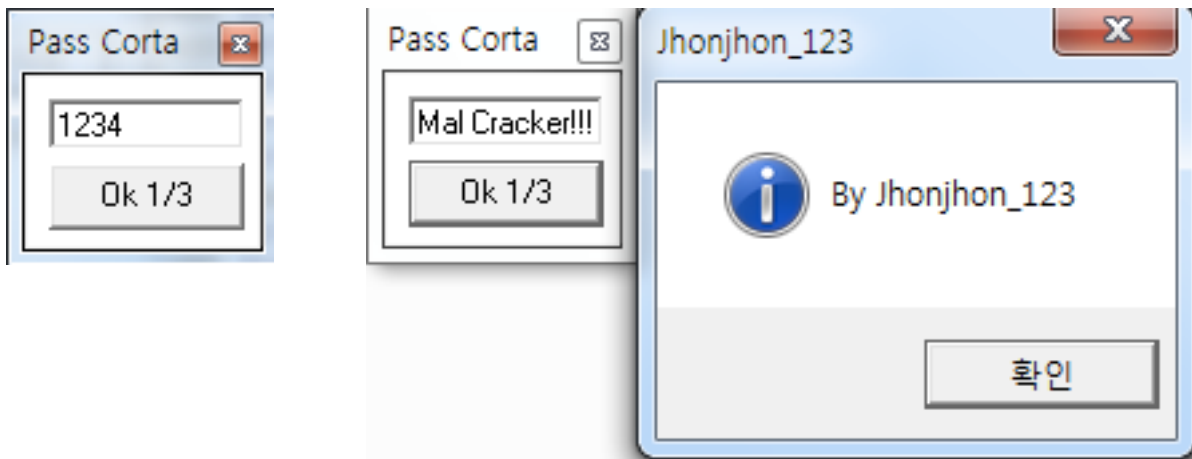 Pass Corta
1234
Ok 1/3
Pass Corta
Mal Cracker!!!
Ok 1/3
Jhonjhon_123
By Jhonjhon_123
확인